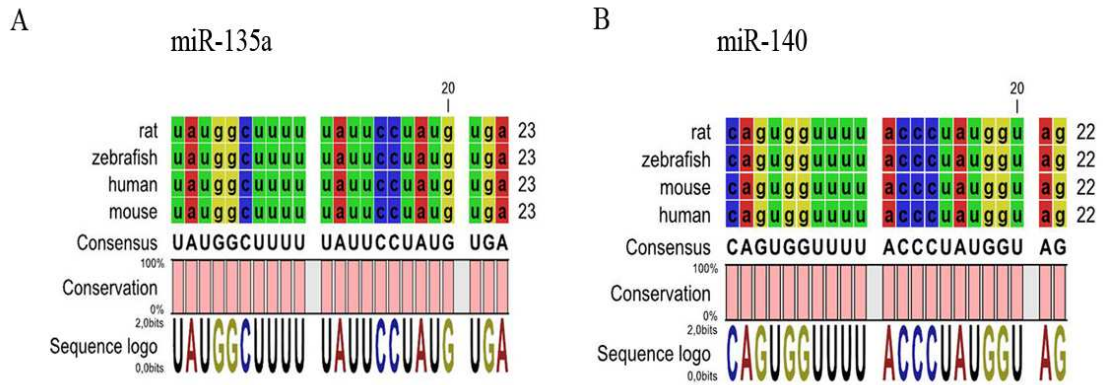 A
miR-135a
20
rat uauggcuuuu uauuccuaug uga 23
zebrafish uauggcuuuu uauuccuaug uga 23
human uauggcuuuu uauuccuaug uga 23
mouse uauggcuuuu uauuccuaug uga 23
Consensus UAUGGCUUUU UAUUCCUAUG UGA
100%
Conservation
0%
2,0bits
Sequence logo UAUGGCUUUU UAUUCCUAUG UGA
0,0bits
B
miR-140
20
rat cagugguuuu acccuauggu ag 22
zebrafish cagugguuuu acccuauggu ag 22
mouse cagugguuuu acccuauggu ag 22
human cagugguuuu acccuauggu ag 22
Consensus CAGUGGUUUU ACCCUAUGGU AG
100%
Conservation
0%
2,0bits
Sequence logo CAGUGGUUUU ACCCUAUGGU AG
0,0bits